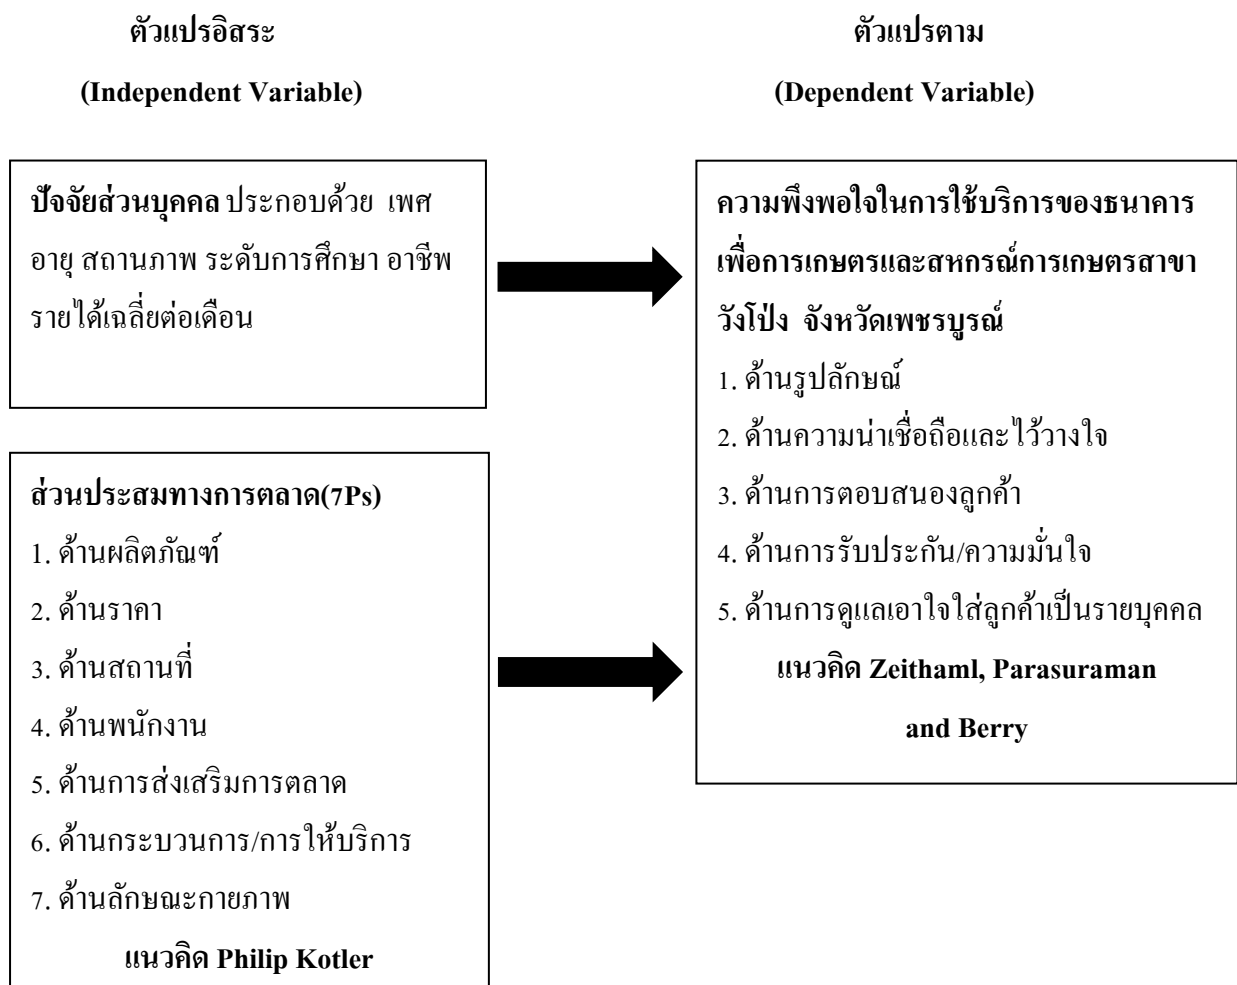 ตัวแปรอิสระ
(Independent Variable)
ปัจจัยส่วนบุคคล ประกอบด้วย เพศ
อายุ สถานภาพ ระดับการศึกษา อาชีพ
รายได้เฉลี่ยต่อเดือน
ส่วนประสมทางการตลาด(7Ps)
1. ด้านผลิตภัณฑ์
2. ด้านราคา
3. ด้านสถานที่
4. ด้านพนักงาน
5. ด้านการส่งเสริมการตลาด
6. ด้านกระบวนการ/การให้บริการ
7. ด้านลักษณะกายภาพ
แนวคิด Philip Kotler
ตัวแปรตาม
(Dependent Variable)
ความพึงพอใจในการใช้บริการของธนาคาร
เพื่อการเกษตรและสหกรณ์การเกษตรสาขา
วังโป่ง จังหวัดเพชรบูรณ์
1. ด้านรูปลักษณ์
2. ด้านความน่าเชื่อถือและไว้วางใจ
3. ด้านการตอบสนองลูกค้า
4. ด้านการรับประกัน/ความมั่นใจ
5. ด้านการดูแลเอาใจใส่ลูกค้าเป็นรายบุคคล
แนวคิด Zeithaml, Parasuraman
and Berry